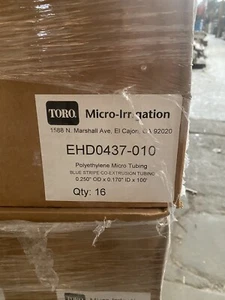 TORO. Micro-Irrigation
1588 N. Marshall Ave, El Cajon, CA 92020
EHD0437-010
Polyethylene Micro Tubing
BLUE STRIPE CO-EXTRUSION TUBING
0.250" OD x 0.170" ID x 100'
Qty: 16
TORO